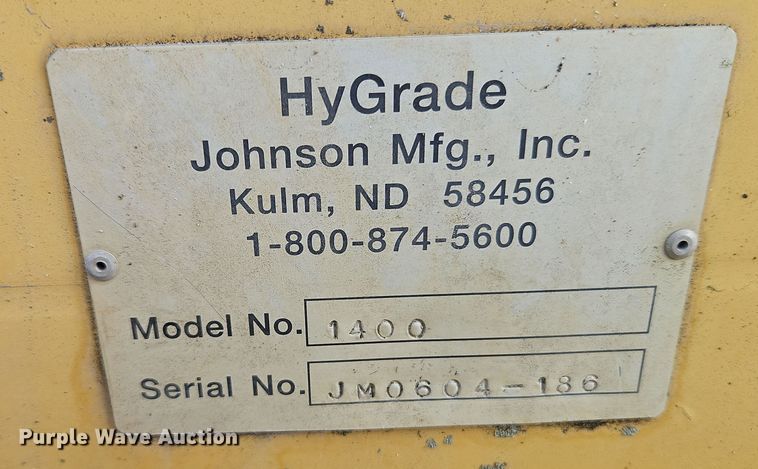 HyGrade
Johnson Mfg., Inc.
Kulm, ND 58456
1-800-874-5600
Model No. 1400
Serial No. JM0604-186
Purple Wave Auction